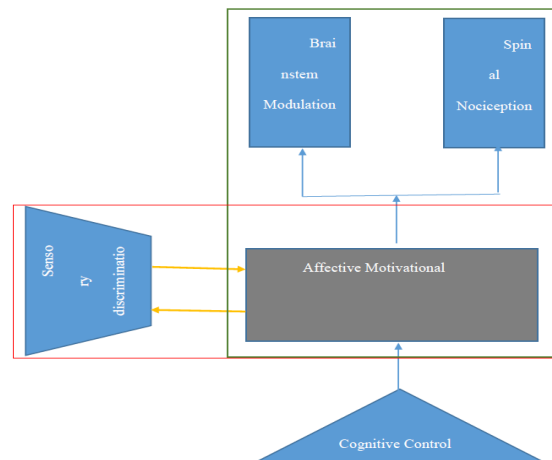 Brai
nstem
Modulation
Spin
al
Nociception
Senso
ry
discriminatio
Affective Motivational
Cognitive Control